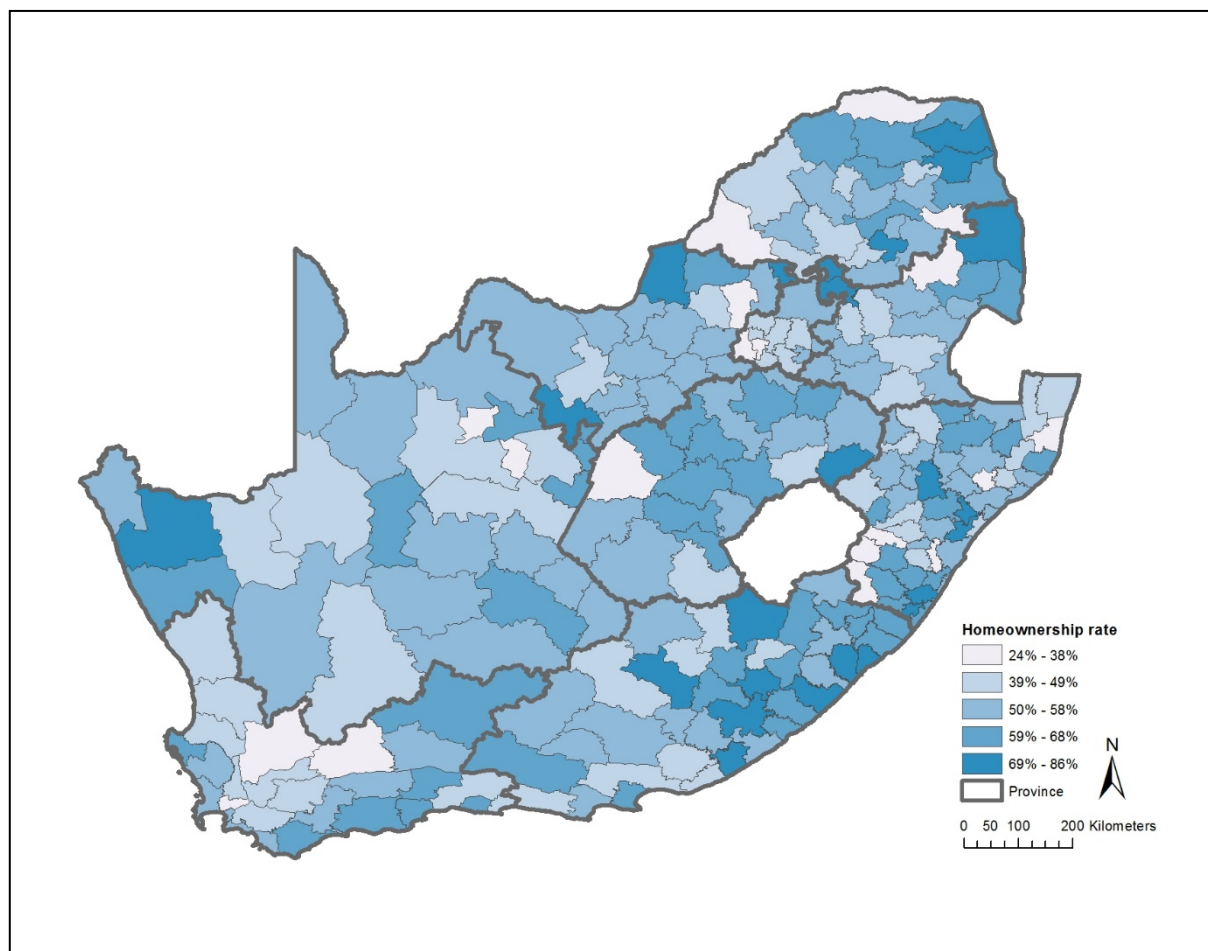 Homeownership rate
24% - 38%
39% - 49%
50% - 58%
59% - 68%
69% - 86%
Province
N
0 50 100 200 Kilometers